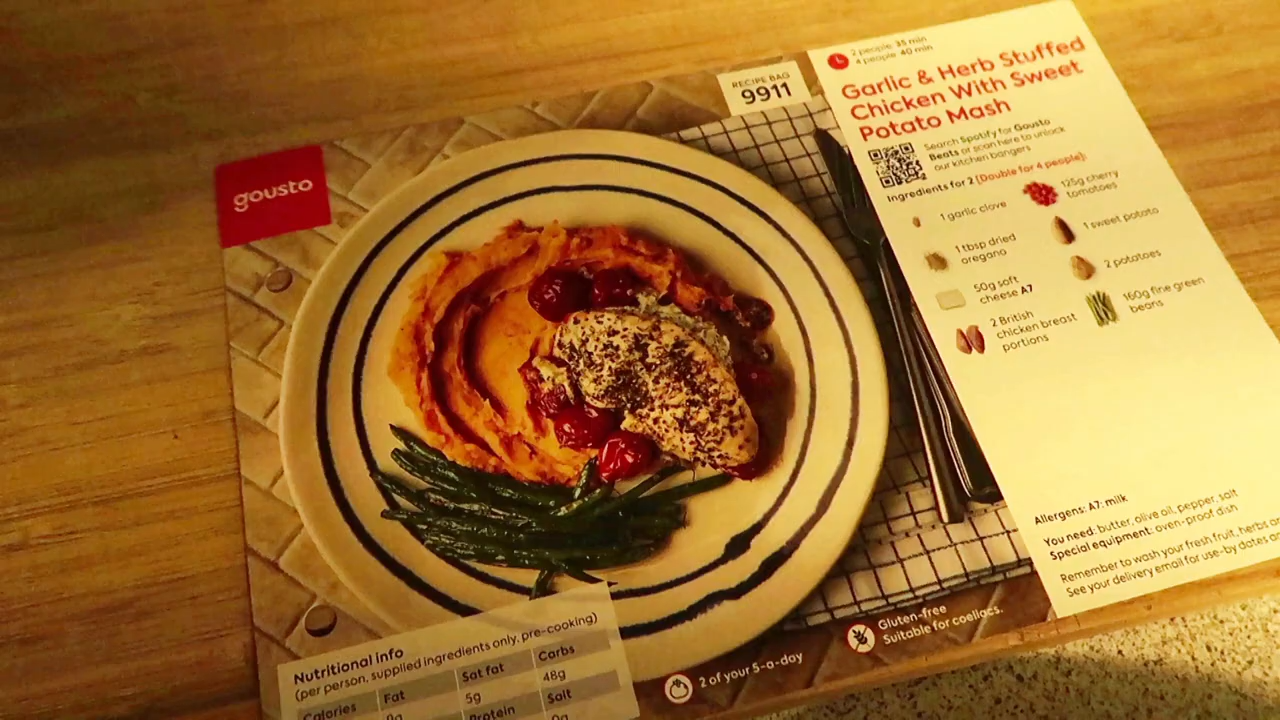 gousto
RECIPE BAG
9911
2 people: 35 min
4 people: 40 min
Garlic & Herb Stuffed
Chicken With Sweet
Potato Mash
Search Spotify for Gousto
Beats or scan here to unlock
our kitchen bangers
Ingredients for 2 (Double for 4 people):
1 garlic clove
1 tbsp dried
oregano
50g soft
cheese A7
2 British
chicken breast
portions
125g cherry
tomatoes
1 sweet potato
2 potatoes
160g fine green
beans
Allergens: A7: milk
You need: butter, olive oil, pepper, salt
Special equipment: oven-proof dish
Remember to wash your fresh fruit, herbs
See your delivery email for use-by dates
Gluten-free
Suitable for coeliacs.
2 of your 5-a-day
Nutritional info
(per person, supplied ingredients only, pre-cooking)
Calories Fat Sat fat Carbs
5g 48g
Protein Salt